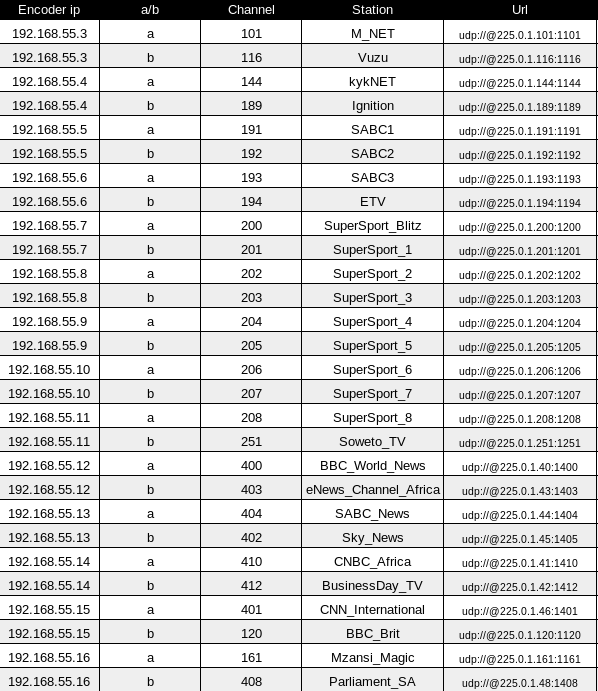 Encoder ip a/b Channel Station Url
192.168.55.3 a 101 M_NET udp://@225.0.1.101:1101
192.168.55.3 b 116 Vuzu udp://@225.0.1.116:1116
192.168.55.4 a 144 kykNET udp://@225.0.1.144:1144
192.168.55.4 b 189 Ignition udp://@225.0.1.189:1189
192.168.55.5 a 191 SABC1 udp://@225.0.1.191:1191
192.168.55.5 b 192 SABC2 udp://@225.0.1.192:1192
192.168.55.6 a 193 SABC3 udp://@225.0.1.193:1193
192.168.55.6 b 194 ETV udp://@225.0.1.194:1194
192.168.55.7 a 200 SuperSport_Blitz udp://@225.0.1.200:1200
192.168.55.7 b 201 SuperSport_1 udp://@225.0.1.201:1201
192.168.55.8 a 202 SuperSport_2 udp://@225.0.1.202:1202
192.168.55.8 b 203 SuperSport_3 udp://@225.0.1.203:1203
192.168.55.9 a 204 SuperSport_4 udp://@225.0.1.204:1204
192.168.55.9 b 205 SuperSport_5 udp://@225.0.1.205:1205
192.168.55.10 a 206 SuperSport_6 udp://@225.0.1.206:1206
192.168.55.10 b 207 SuperSport_7 udp://@225.0.1.207:1207
192.168.55.11 a 208 SuperSport_8 udp://@225.0.1.208:1208
192.168.55.11 b 251 Soweto_TV udp://@225.0.1.251:1251
192.168.55.12 a 400 BBC_World_News udp://@225.0.1.40:1400
192.168.55.12 b 403 eNews_Channel_Africa udp://@225.0.1.43:1403
192.168.55.13 a 404 SABC_News udp://@225.0.1.44:1404
192.168.55.13 b 402 Sky_News udp://@225.0.1.45:1405
192.168.55.14 a 410 CNBC_Africa udp://@225.0.1.41:1410
192.168.55.14 b 412 BusinessDay_TV udp://@225.0.1.42:1412
192.168.55.15 a 401 CNN_International udp://@225.0.1.46:1401
192.168.55.15 b 120 BBC_Brit udp://@225.0.1.120:1120
192.168.55.16 a 161 Mzansi_Magic udp://@225.0.1.161:1161
192.168.55.16 b 408 Parliament_SA udp://@225.0.1.48:1408